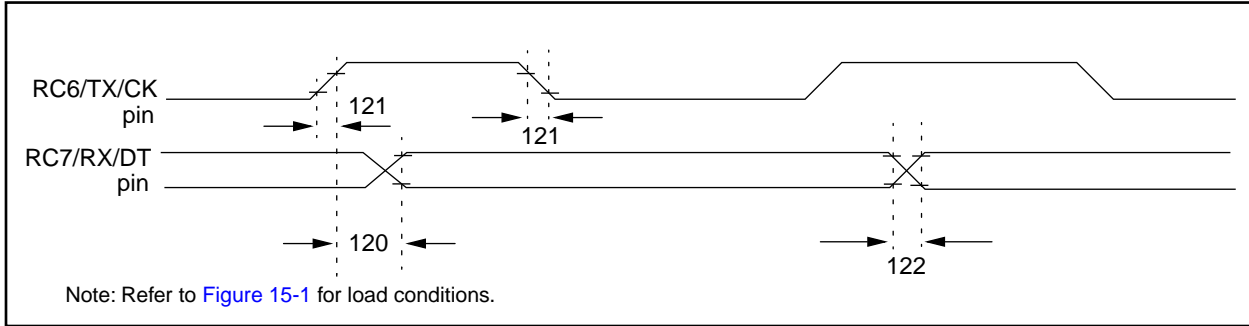 RC6/TX/CK
pin
121
121
RC7/RX/DT
pin
120
122
Note: Refer to Figure 15-1 for load conditions.